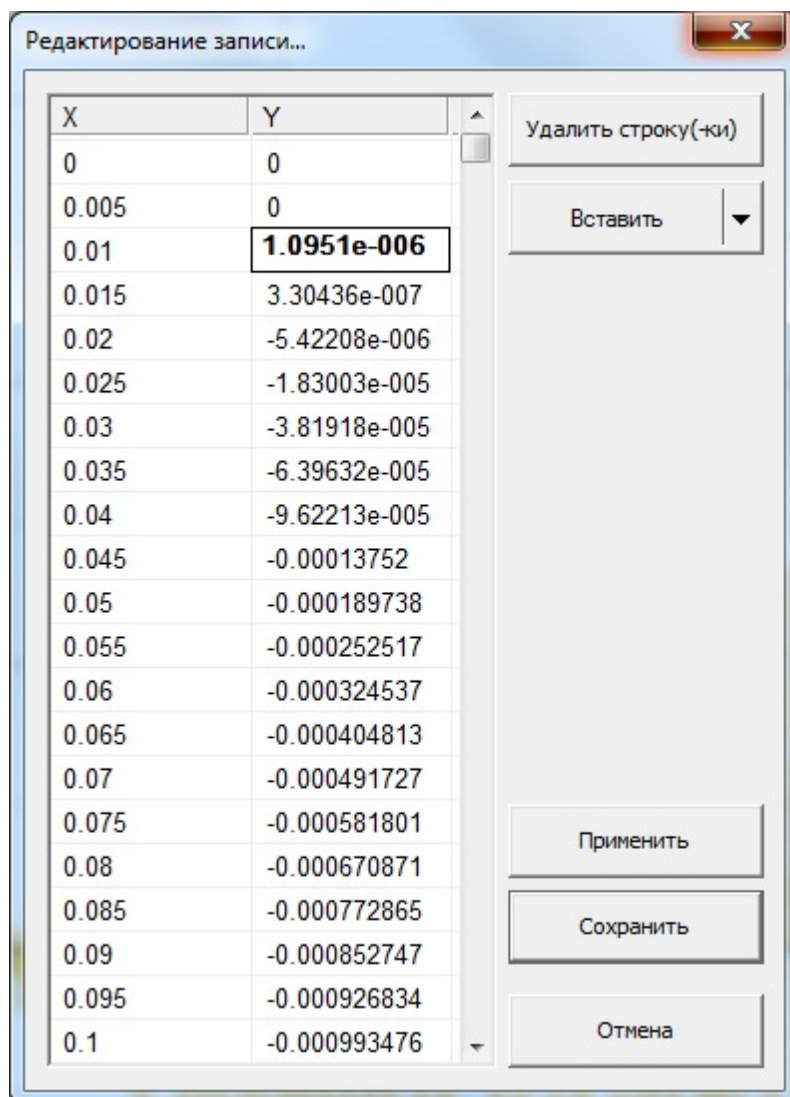 Редактирование записи...
X Y
0 0
0.005 0
0.01 1.0951e-006
0.015 3.30436e-007
0.02 -5.42208e-006
0.025 -1.83003e-005
0.03 -3.81918e-005
0.035 -6.39632e-005
0.04 -9.62213e-005
0.045 -0.00013752
0.05 -0.000189738
0.055 -0.000252517
0.06 -0.000324537
0.065 -0.000404813
0.07 -0.000491727
0.075 -0.000581801
0.08 -0.000670871
0.085 -0.000772865
0.09 -0.000852747
0.095 -0.000926834
0.1 -0.000993476
Удалить строку(-ки)
Вставить
Применить
Сохранить
Отмена